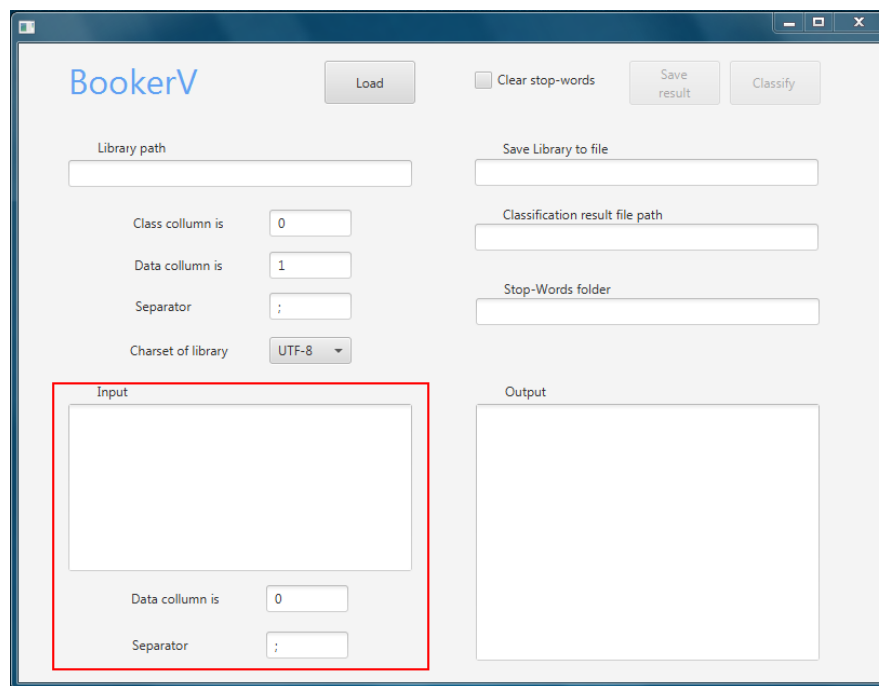 BookerV
Load
Clear stop-words
Save
result
Classify
Library path
Save Library to file
Class collumn is
0
Classification result file path
Data collumn is
1
Separator
;
Stop-Words folder
Charset of library
UTF-8
Input
Output
Data collumn is
0
Separator
;